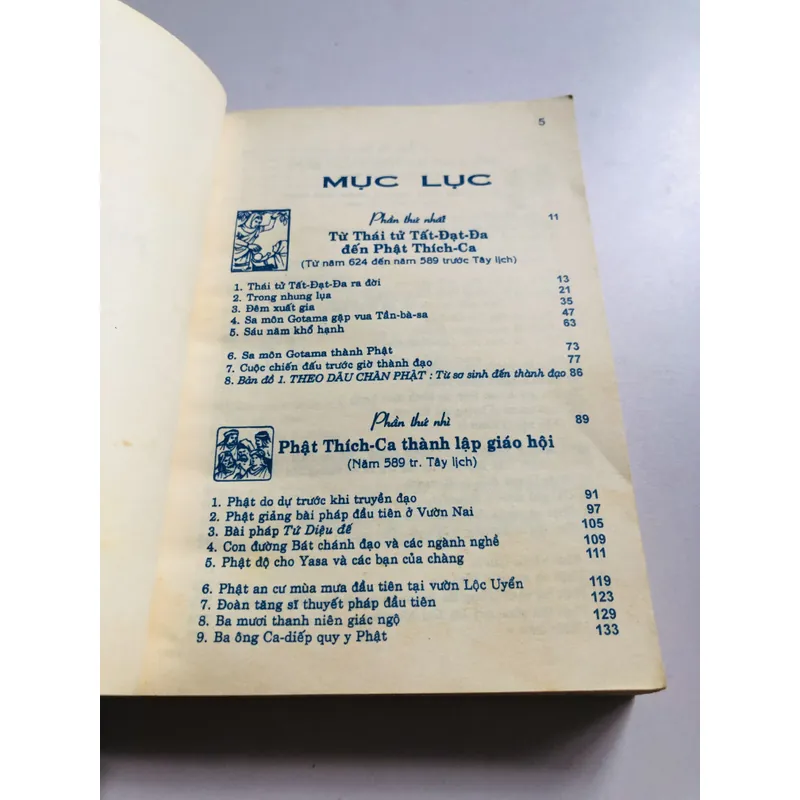 5
MỤC LỤC
Phần thứ nhất 11
Từ Thái tử Tất-Đạt-Đa
đến Phật Thích-Ca
(Từ năm 624 đến năm 589 trước Tây lịch)
1. Thái tử Tất-Đạt-Đa ra đời 13
2. Trong nhung lụa 21
3. Đêm xuất gia 35
4. Sa môn Gotama gặp vua Tần-bà-sa 47
5. Sáu năm khổ hạnh 63
6. Sa môn Gotama thành Phật 73
7. Cuộc chiến đấu trước giờ thành đạo 77
8. Bản đồ 1. THEO DẤU CHÂN PHẬT : Từ sơ sinh đến thành đạo 86
Phần thứ nhì 89
Phật Thích-Ca thành lập giáo hội
(Năm 589 tr. Tây lịch)
1. Phật do dự trước khi truyền đạo 91
2. Phật giảng bài pháp đầu tiên ở Vườn Nai 97
3. Bài pháp Tứ Diệu đế 105
4. Con đường Bát chánh đạo và các ngành nghề 109
5. Phật độ cho Yasa và các bạn của chàng 111
6. Phật an cư mùa mưa đầu tiên tại vườn Lộc Uyển 119
7. Đoàn tăng sĩ thuyết pháp đầu tiên 123
8. Ba mươi thanh niên giác ngộ 129
9. Ba ông Ca-diếp quy y Phật 133